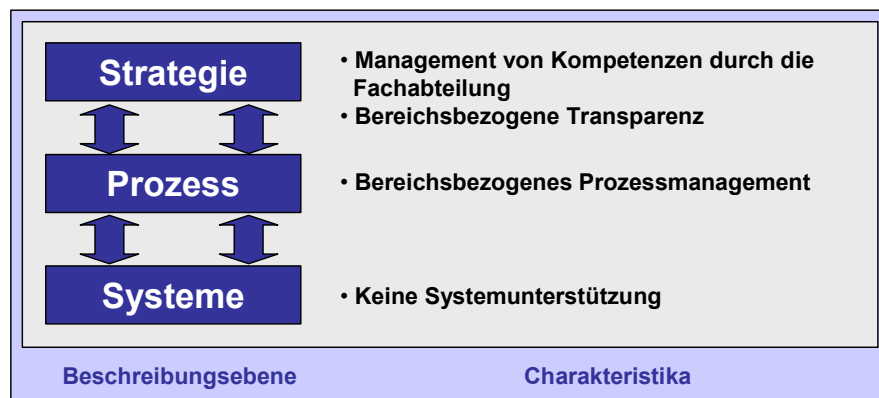 Strategie
• Management von Kompetenzen durch die
Fachabteilung
• Bereichsbezogene Transparenz
Prozess
• Bereichsbezogenes Prozessmanagement
Systeme
• Keine Systemunterstützung
Beschreibungsebene
Charakteristika